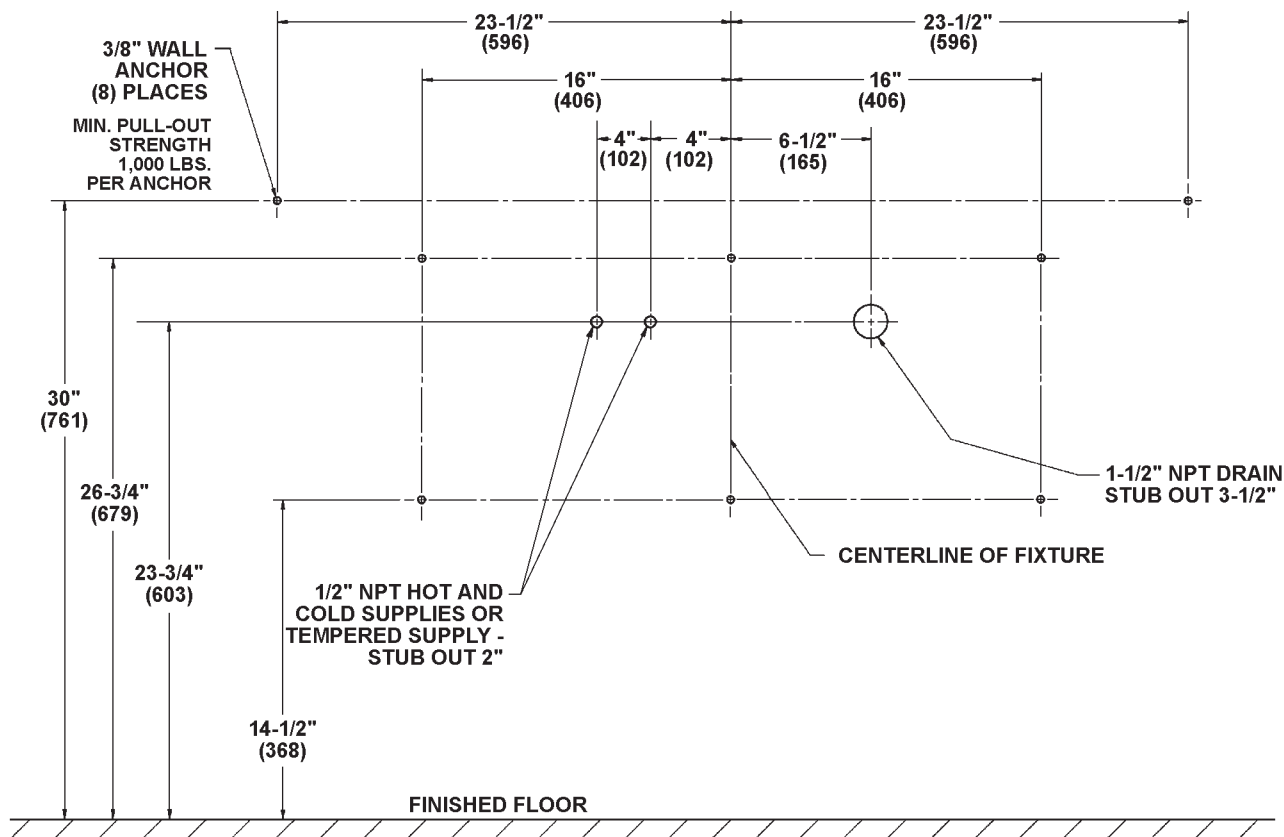 23-1/2"
(596)
23-1/2"
(596)
3/8" WALL
ANCHOR
(8) PLACES
MIN. PULL-OUT
STRENGTH
1,000 LBS.
PER ANCHOR
16"
(406)
16"
(406)
4"
(102)
4"
(102)
6-1/2"
(165)
30"
(761)
26-3/4"
(679)
23-3/4"
(603)
14-1/2"
(368)
1-1/2" NPT DRAIN
STUB OUT 3-1/2"
CENTERLINE OF FIXTURE
1/2" NPT HOT AND
COLD SUPPLIES OR
TEMPERED SUPPLY -
STUB OUT 2"
FINISHED FLOOR